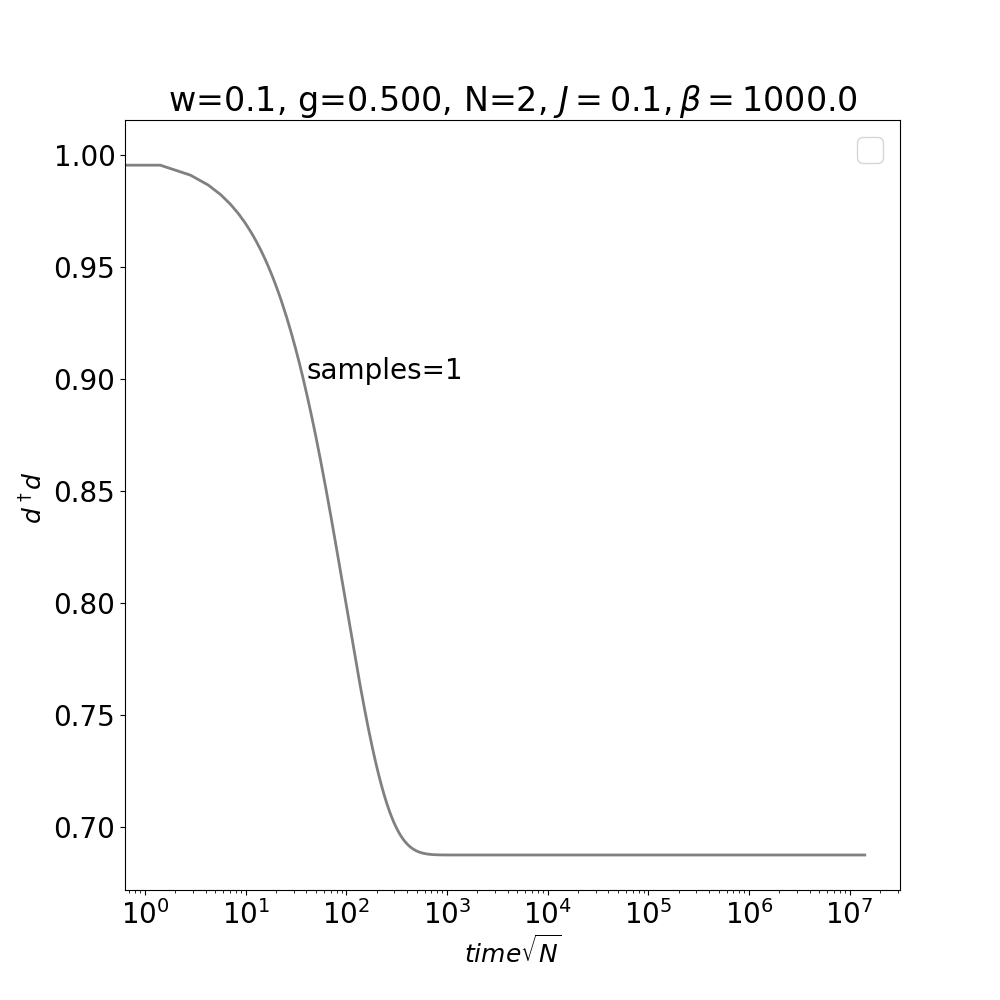 w=0.1, g=0.500, N=2, J = 0.1, β = 1000.0
1.00
0.95
0.90
0.85
0.80
0.75
0.70
samples=1
d†d
10⁰ 10¹ 10² 10³ 10⁴ 10⁵ 10⁶ 10⁷
time√N